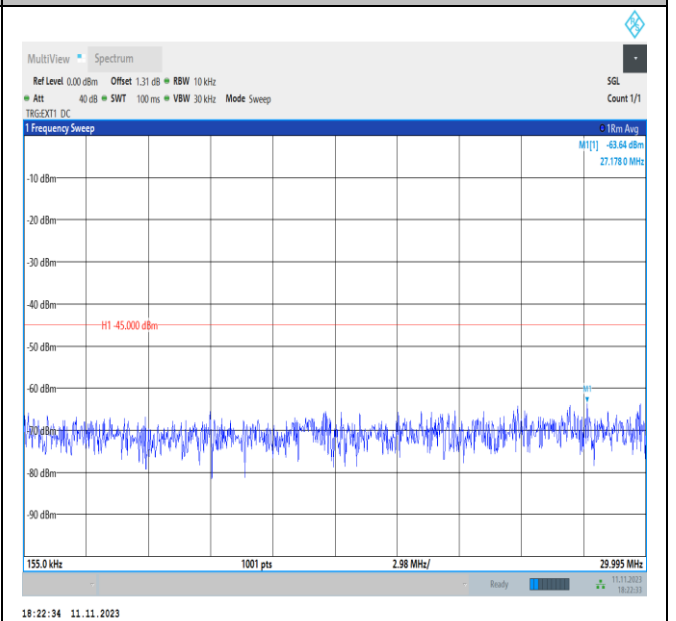 MultiView Spectrum
Ref Level 0.00 dBm Offset 1.31 dB RBW 10 kHz SGL
Att 40 dB SWT 100 ms VBW 30 kHz Mode Sweep Count 1/1
TRG:EXT1 DC
1 Frequency Sweep 1Rm Avg
M1[1] -63.64 dBm
27.1780 MHz
-10 dBm
-20 dBm
-30 dBm
-40 dBm
H1 -45.000 dBm
-50 dBm
M1
-60 dBm
-70 dBm
-80 dBm
-90 dBm
155.0 kHz 1001 pts 2.98 MHz/ 29.995 MHz
Ready 11.11.2023
18:22:33
18:22:34 11.11.2023